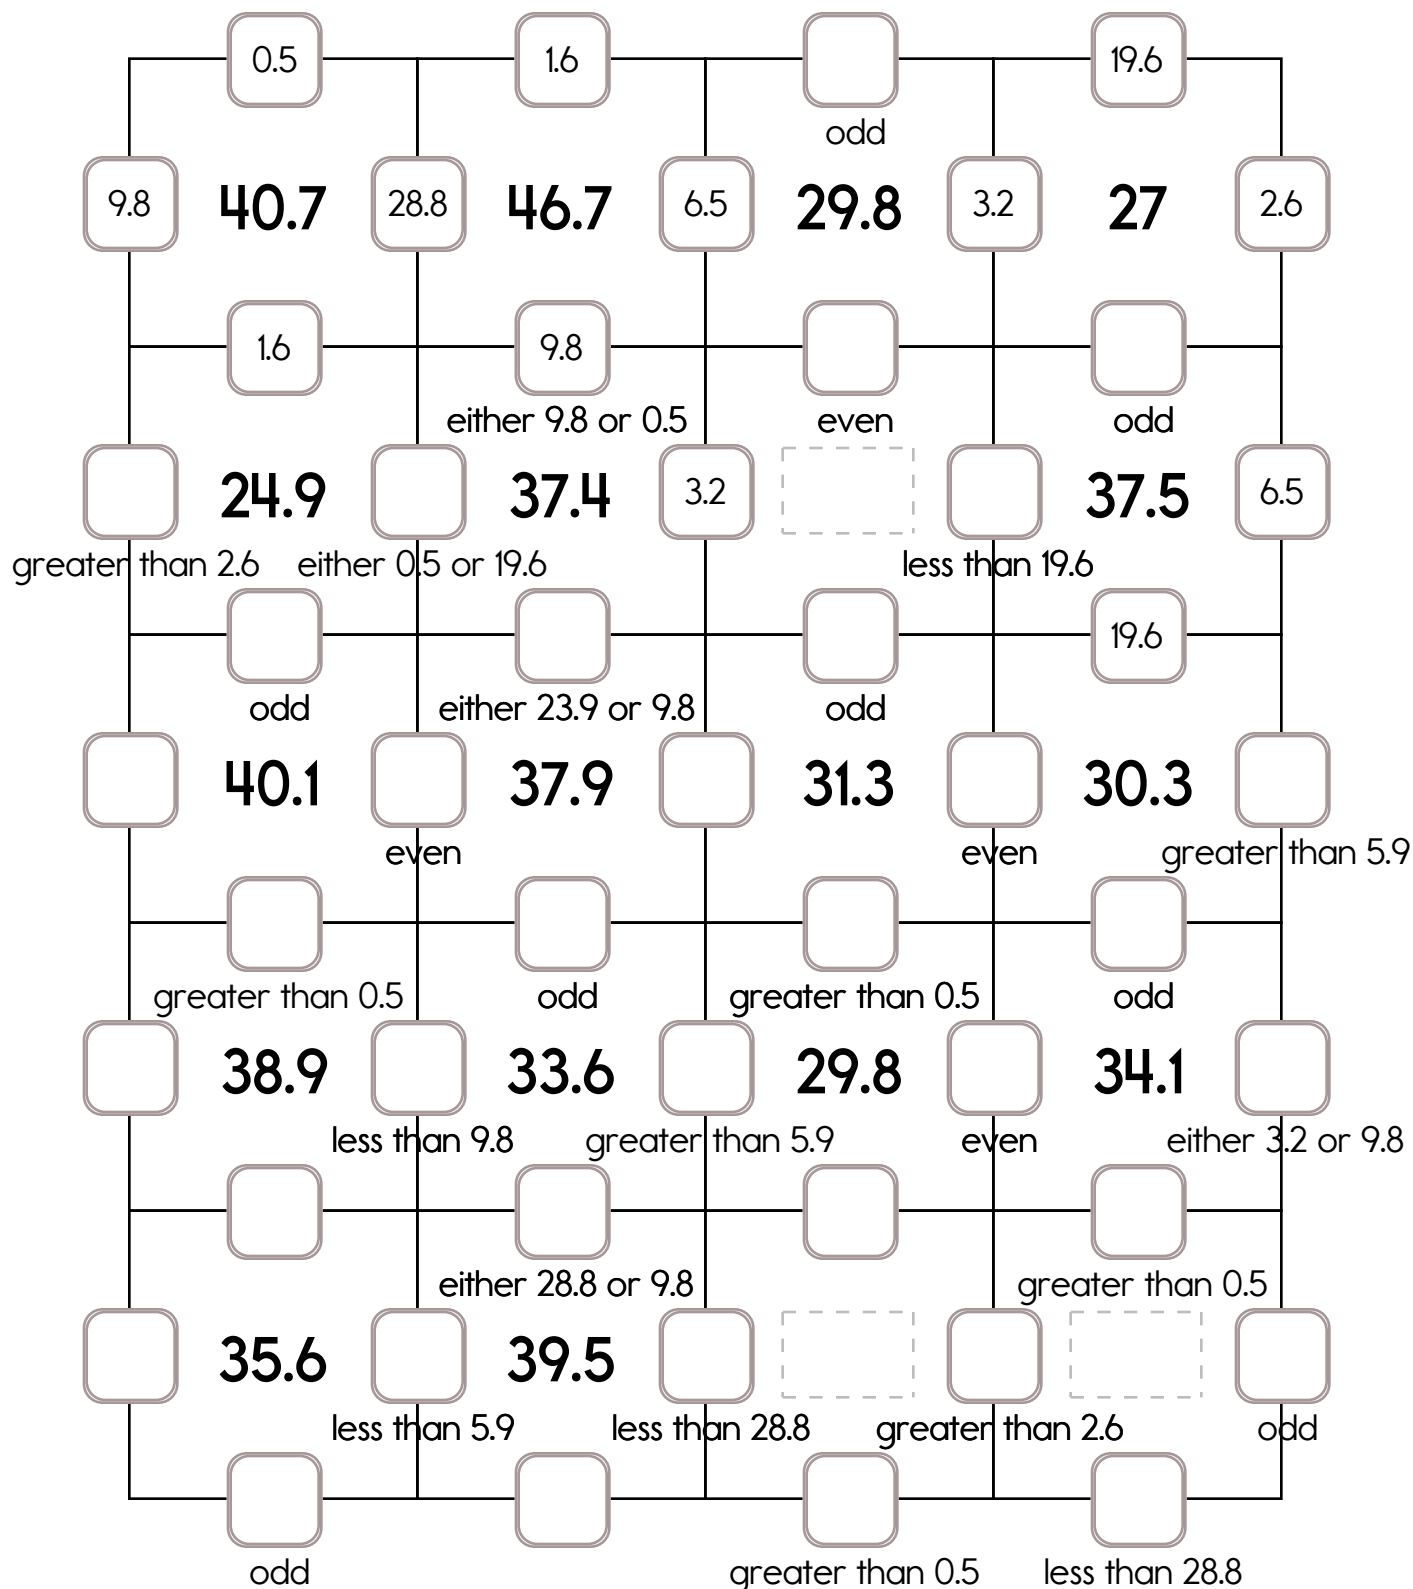 0.5 1.6 19.6
odd
9.8 40.7 28.8 46.7 6.5 29.8 3.2 27 2.6
1.6 9.8
either 9.8 or 0.5 even odd
24.9 37.4 3.2 37.5 6.5
greater than 2.6 either 0.5 or 19.6 less than 19.6
19.6
odd either 23.9 or 9.8 odd
40.1 37.9 31.3 30.3
even even greater than 5.9
greater than 0.5 odd greater than 0.5 odd
38.9 33.6 29.8 34.1
less than 9.8 greater than 5.9 even either 3.2 or 9.8
either 28.8 or 9.8 greater than 0.5
35.6 39.5
less than 5.9 less than 28.8 greater than 2.6 odd
odd greater than 0.5 less than 28.8